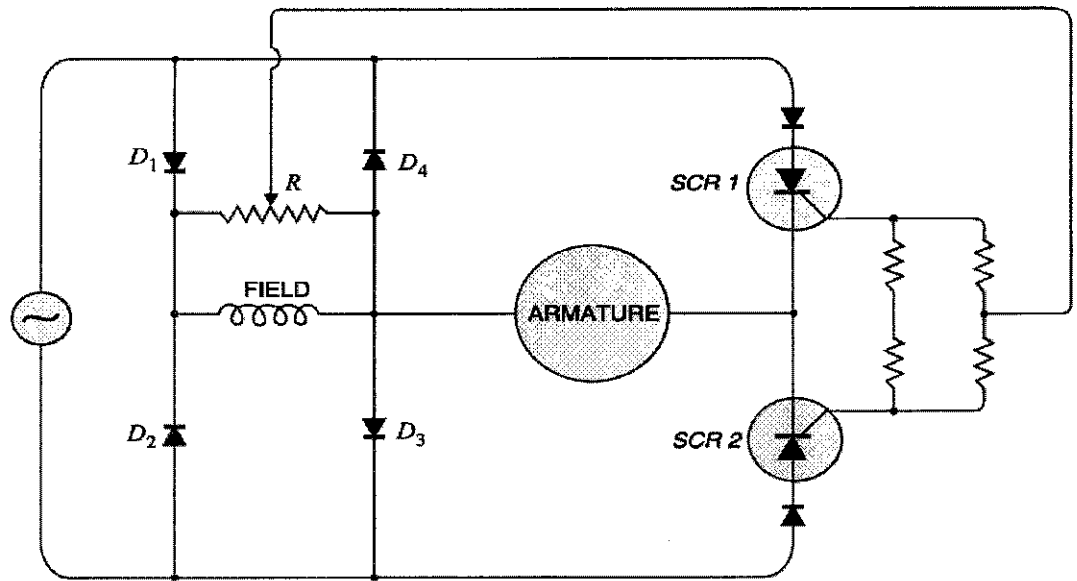 D1
R
D4
SCR 1
FIELD
ARMATURE
D2
D3
SCR 2